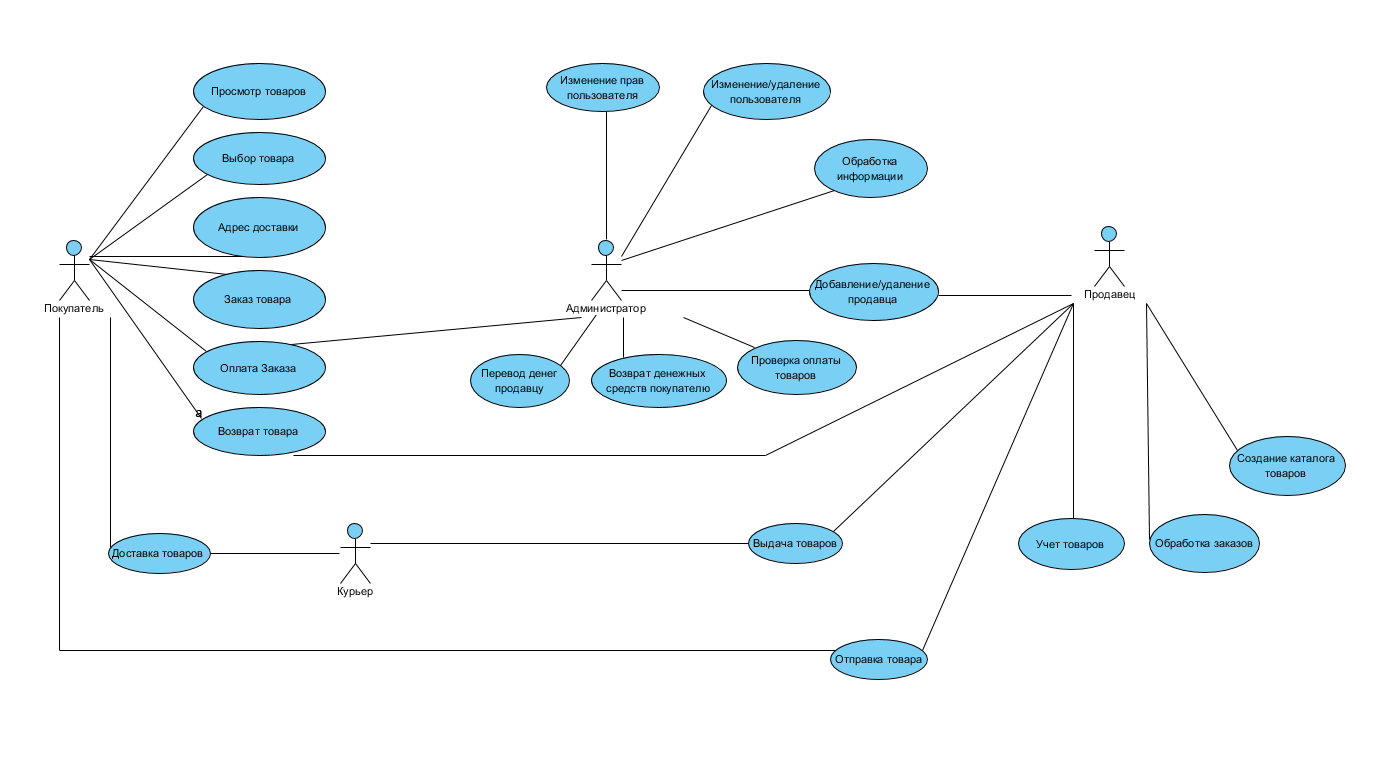 Просмотр товаров
Выбор товара
Адрес доставки
Заказ товара
Оплата Заказа
а
Возврат товара
Покупатель
Изменение прав
пользователя
Изменение/удаление
пользователя
Обработка
информации
Добавление/удаление
продавца
Администратор
Перевод денег
продавцу
Возврат денежных
средств покупателю
Проверка оплаты
товаров
Продавец
Создание каталога
товаров
Доставка товаров
Курьер
Выдача товаров
Учет товаров
Обработка заказов
Отправка товара